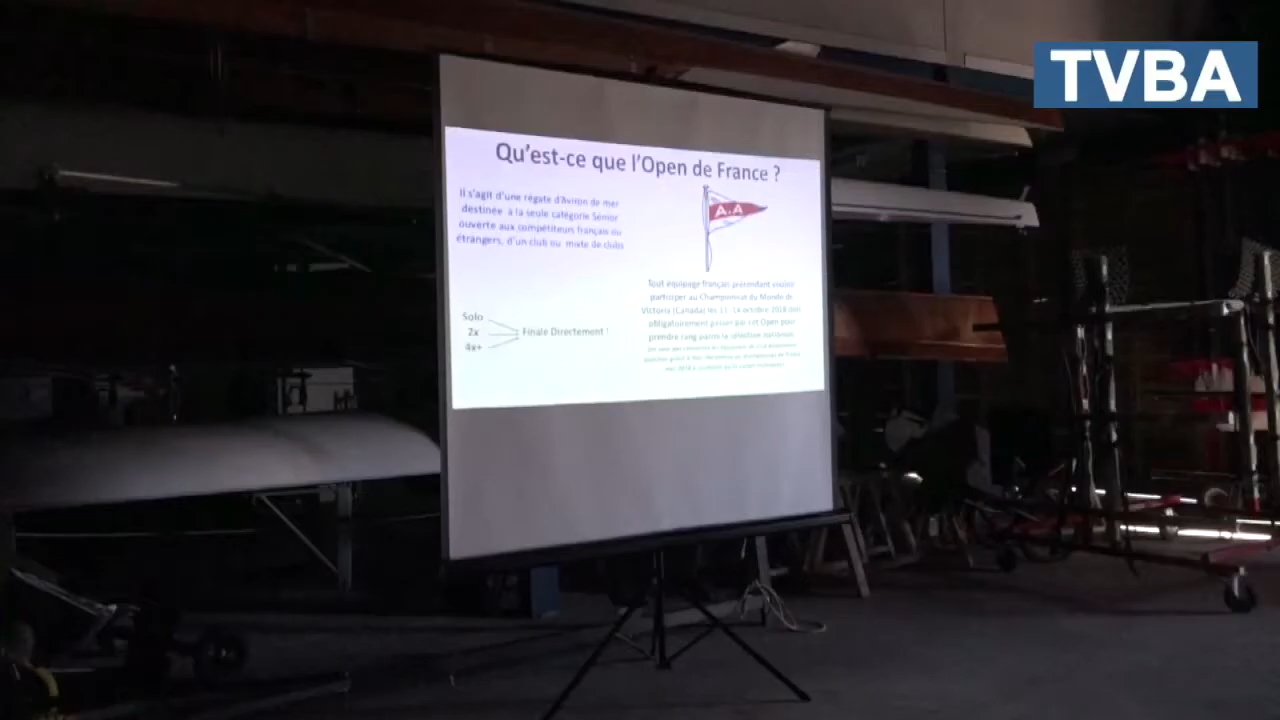 TVBA
Qu'est-ce que l'Open de France ?
Il s'agit d'une régate d'Aviron de mer
destinée à la seule catégorie Sénior
ouverte aux compétiteurs français ou
étrangers, d'un club ou mixte de clubs
A.A
Solo
2x
4x+
Finale Directement !
Tout équipage français prétendant vouloir
participer au Championnat du Monde de
Victoria (Canada) les 11-14 octobre 2018 doit
obligatoirement passer par cet Open pour
prendre rang parmi la sélection nationale.